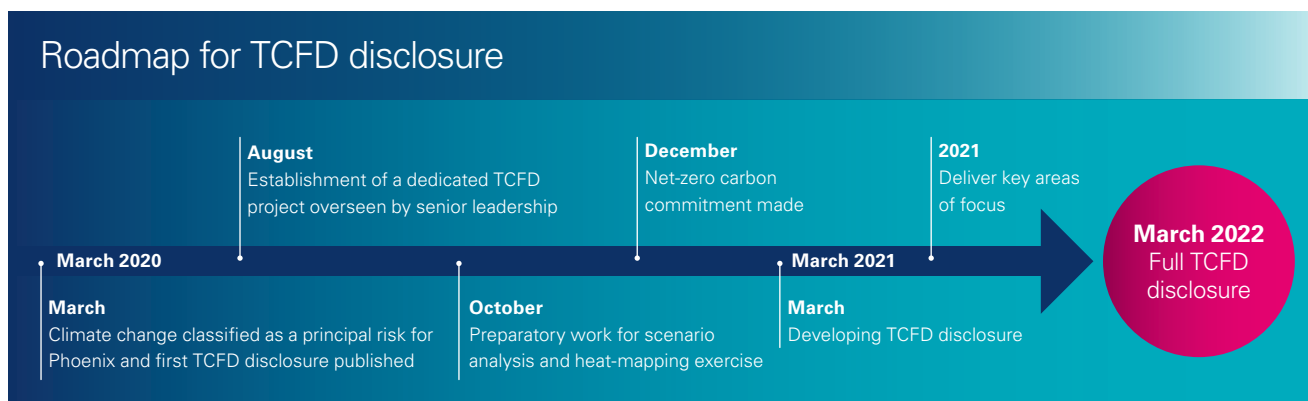 Roadmap for TCFD disclosure
August
Establishment of a dedicated TCFD
project overseen by senior leadership
December
Net-zero carbon
commitment made
2021
Deliver key areas
of focus
March 2020
March 2021
March 2022
Full TCFD
disclosure
March
Climate change classified as a principal risk for
Phoenix and first TCFD disclosure published
October
Preparatory work for scenario
analysis and heat-mapping exercise
March
Developing TCFD disclosure